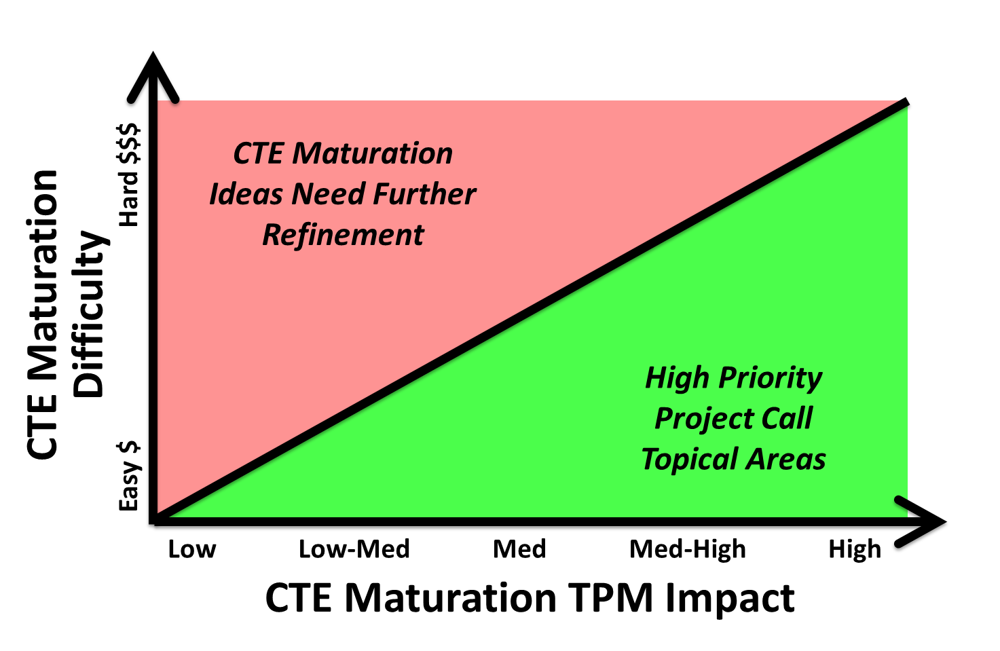 CTE Maturation
Difficulty
Hard $$$
Easy $
CTE Maturation
Ideas Need Further
Refinement
High Priority
Project Call
Topical Areas
Low
Low-Med
Med
Med-High
High
CTE Maturation TPM Impact